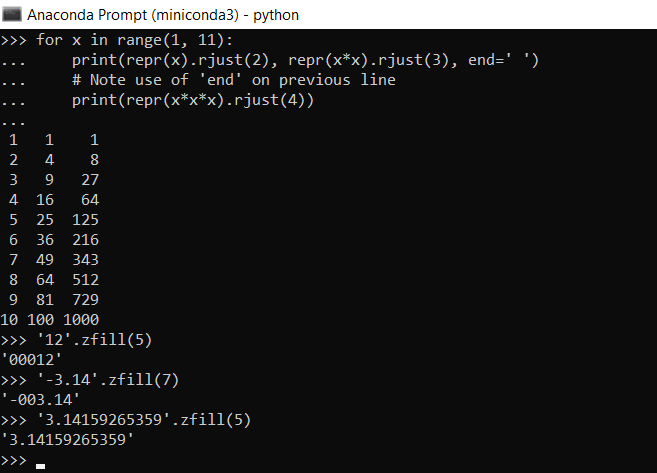 Anaconda Prompt (miniconda3) - python
>>> for x in range(1, 11):
...     print(repr(x).rjust(2), repr(x*x).rjust(3), end=' ')
...     # Note use of 'end' on previous line
...     print(repr(x*x*x).rjust(4))
...
 1   1    1
 2   4    8
 3   9   27
 4  16   64
 5  25  125
 6  36  216
 7  49  343
 8  64  512
 9  81  729
10 100 1000
>>> '12'.zfill(5)
'00012'
>>> '-3.14'.zfill(7)
'-003.14'
>>> '3.14159265359'.zfill(5)
'3.14159265359'
>>>